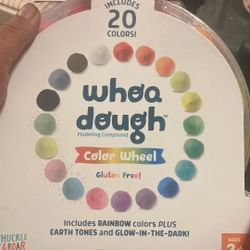 INCLUDES
20
COLORS!
whoa
dough
Modeling Compound
Color Wheel
Gluten Free!
Includes RAINBOW colors PLUS
EARTH TONES and GLOW-IN-THE-DARK!
& ROAR
AGES